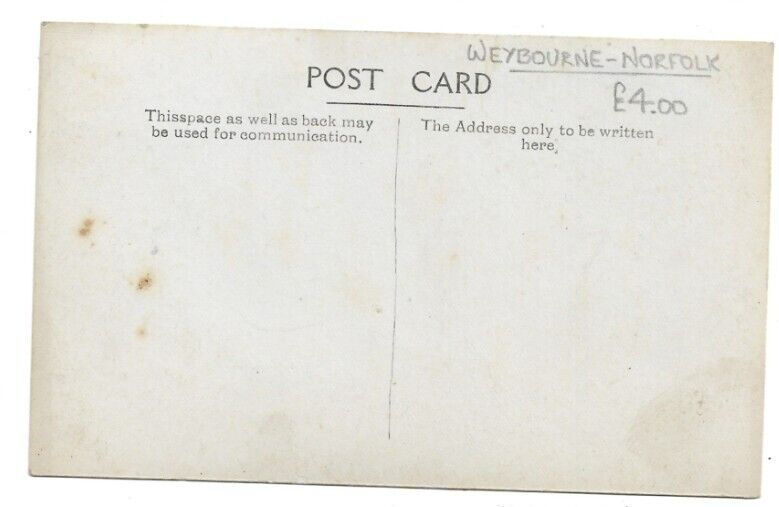 WEYBOURNE-NORFOLK
POST CARD
£4.00
Thisspace as well as back may
be used for communication.
The Address only to be written
here.